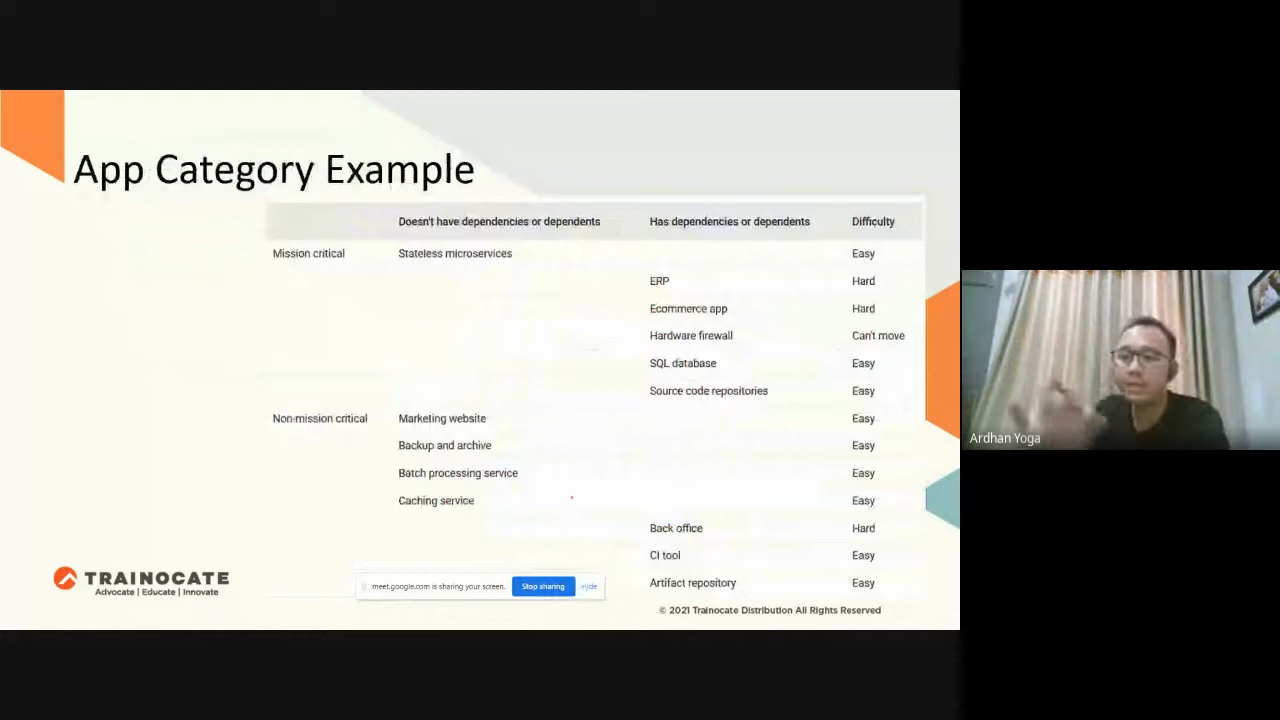 App Category Example
Doesn't have dependencies or dependents Has dependencies or dependents Difficulty
Mission critical Stateless microservices Easy
ERP Hard
Ecommerce app Hard
Hardware firewall Can't move
SQL database Easy
Source code repositories Easy
Non-mission critical Marketing website Easy
Backup and archive Easy
Batch processing service Easy
Caching service Easy
Back office Hard
CI tool Easy
Artifact repository Easy
TRAINOCATE
Advocate | Educate | Innovate
meet.google.com is sharing your screen. Stop sharing Hide
© 2021 Trainocate Distribution All Rights Reserved
Ardhan Yoga